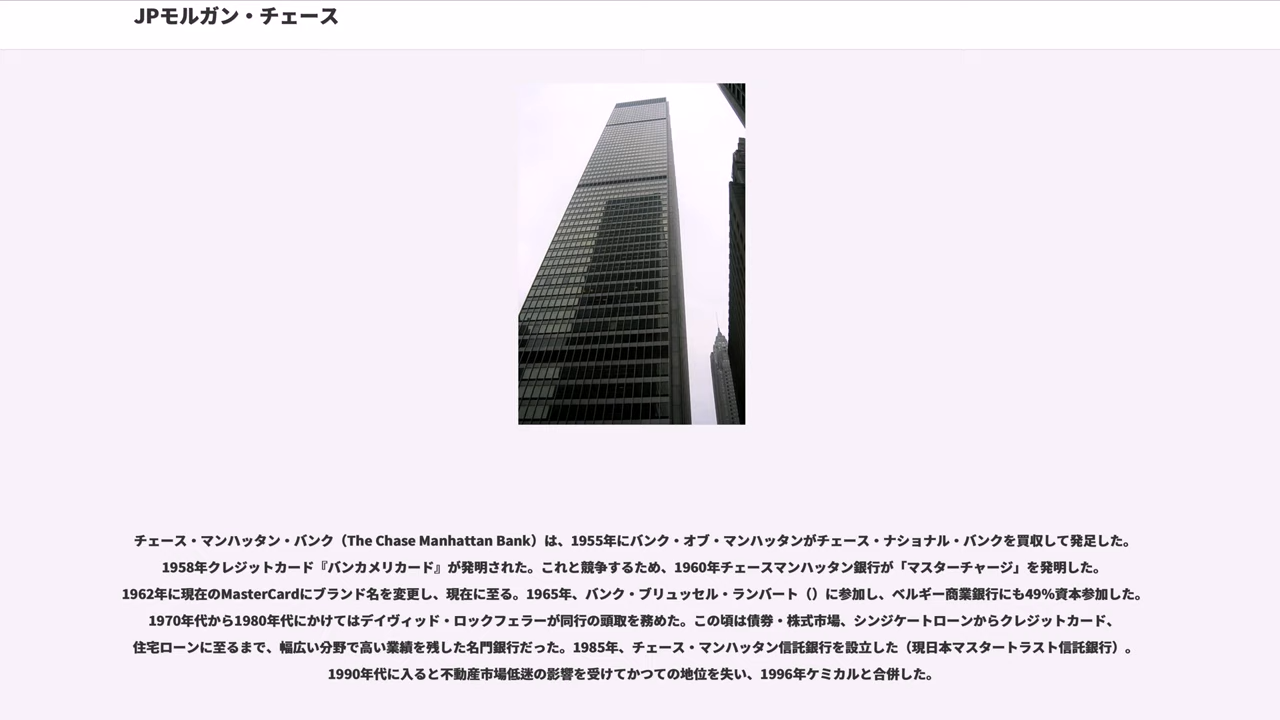 JPモルガン・チェース
チェース・マンハッタン・バンク（The Chase Manhattan Bank）は、1955年にバンク・オブ・マンハッタンがチェース・ナショナル・バンクを買収して発足した。
1958年クレジットカード『バンカメリカード』が発明された。これと競争するため、1960年チェースマンハッタン銀行が「マスターチャージ」を発明した。
1962年に現在のMasterCardにブランド名を変更し、現在に至る。1965年、バンク・ブリュッセル・ランバート（）に参加し、ベルギー商業銀行にも49%資本参加した。
1970年代から1980年代にかけてはデイヴィッド・ロックフェラーが同行の頭取を務めた。この頃は債券・株式市場、シンジケートローンからクレジットカード、
住宅ローンに至るまで、幅広い分野で高い業績を残した名門銀行だった。1985年、チェース・マンハッタン信託銀行を設立した（現日本マスタートラスト信託銀行）。
1990年代に入ると不動産市場低迷の影響を受けてかつての地位を失い、1996年ケミカルと合併した。